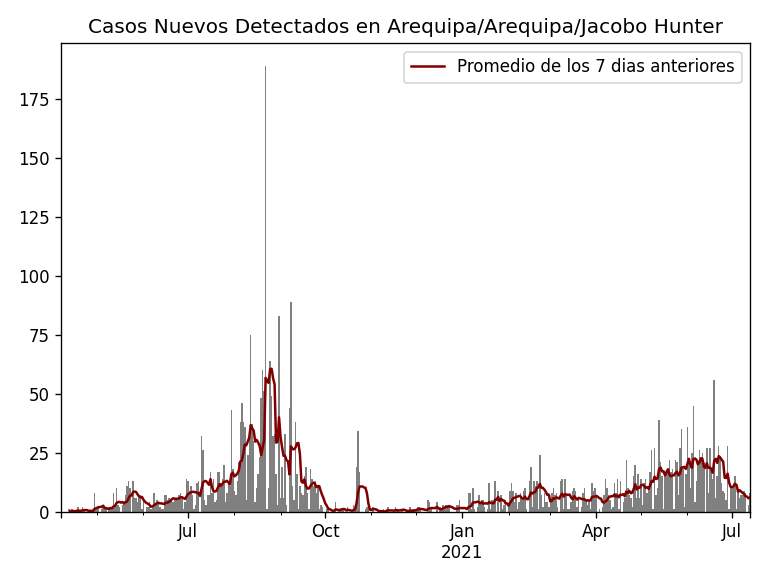 Casos Nuevos Detectados en Arequipa/Arequipa/Jacobo Hunter
Promedio de los 7 dias anteriores
175
150
125
100
75
50
25
0
Jul
Oct
Jan
Apr
Jul
2021